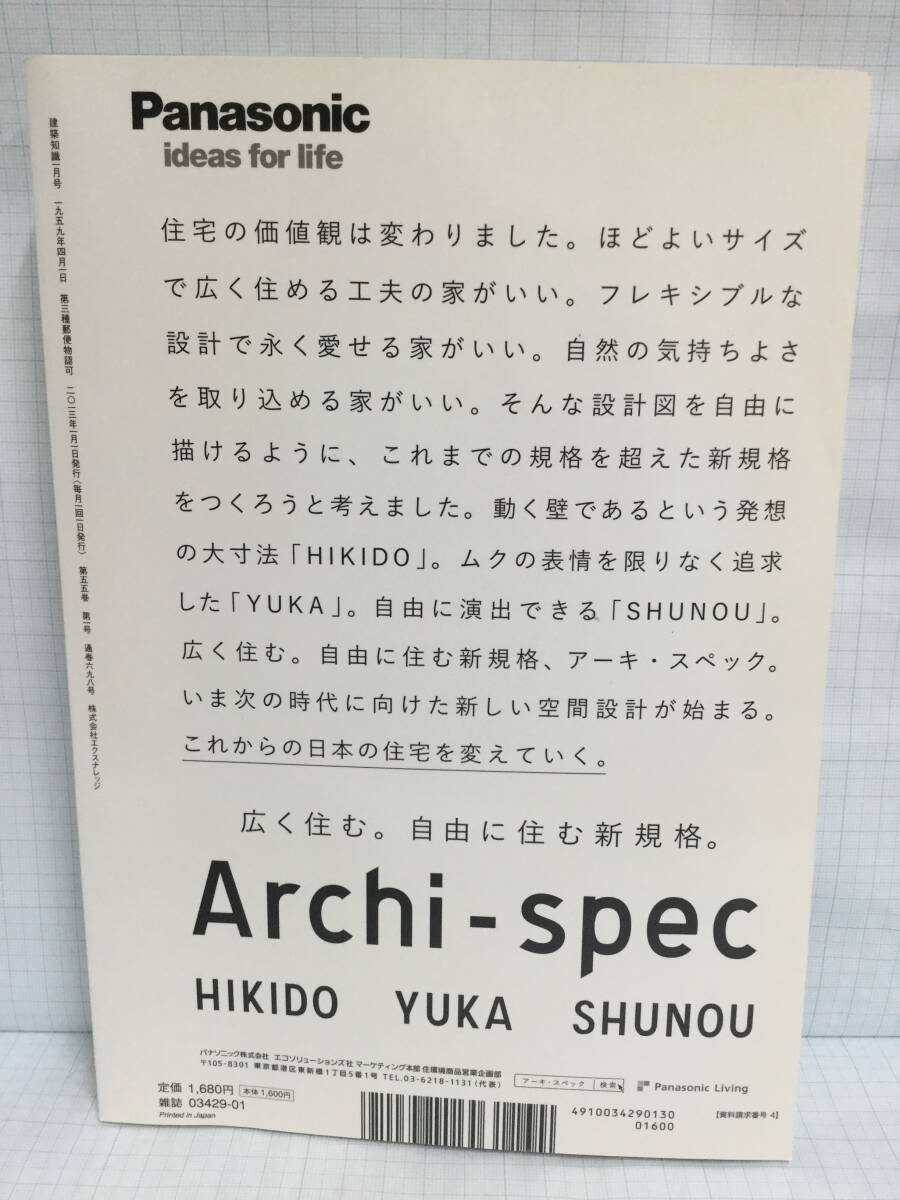 Panasonic
ideas for life
建築知識一月号 一九五九年四月一日 第三種郵便物認可 二〇一三年一月一日発行(毎月一回一日発行) 第五五巻 第一号 通巻六九八号 株式会社エクスナレッジ
住宅の価値観は変わりました。ほどよいサイズ
で広く住める工夫の家がいい。フレキシブルな
設計で永く愛せる家がいい。自然の気持ちよさ
を取り込める家がいい。そんな設計図を自由に
描けるように、これまでの規格を超えた新規格
をつくろうと考えました。動く壁であるという発想
の大寸法「HIKIDO」。ムクの表情を限りなく追求
した「YUKA」。自由に演出できる「SHUNOU」。
広く住む。自由に住む新規格、アーキ・スペック。
いま次の時代に向けた新しい空間設計が始まる。
これからの日本の住宅を変えていく。
広く住む。自由に住む新規格。
Archi-spec
HIKIDO YUKA SHUNOU
パナソニック株式会社 エコソリューションズ社 マーケティング本部 住環境商品営業企画部
〒105-8301 東京都港区東新橋1丁目5番1号 TEL.03-6218-1131(代表)
アーキ・スペック 検索
Panasonic Living
定価 1,680円 本体 1,600円
雑誌 03429-01
Printed in Japan
4910034290130
01600
【資料請求番号 4】